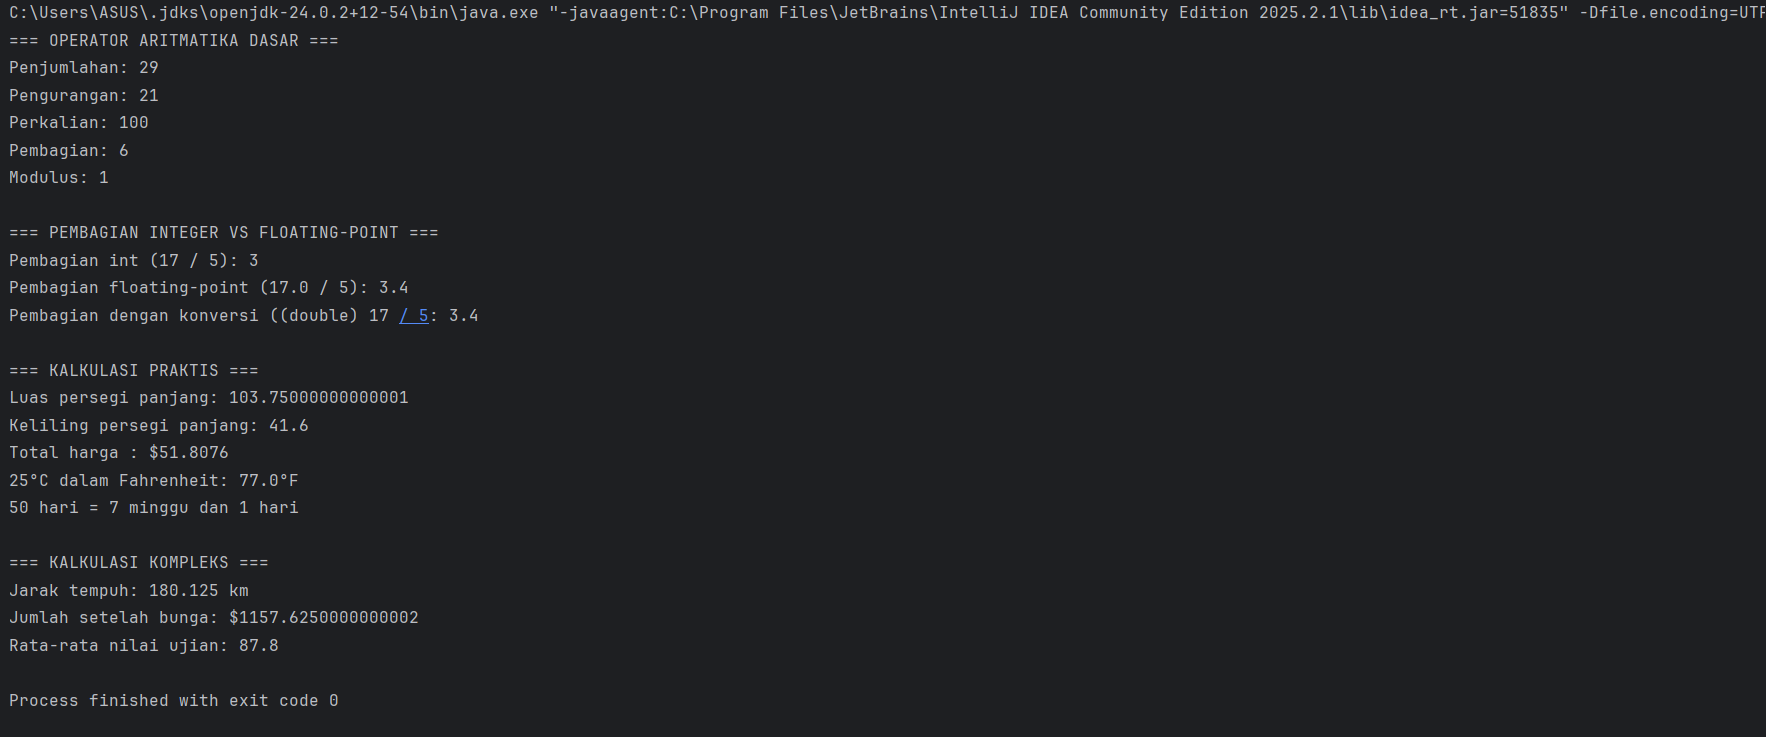 C:\Users\ASUS\.jdks\openjdk-24.0.2+12-54\bin\java.exe "-javaagent:C:\Program Files\JetBrains\IntelliJ IDEA Community Edition 2025.2.1\lib\idea_rt.jar=51835" -Dfile.encoding=UTF
=== OPERATOR ARITMATIKA DASAR ===
Penjumlahan: 29
Pengurangan: 21
Perkalian: 100
Pembagian: 6
Modulus: 1
=== PEMBAGIAN INTEGER VS FLOATING-POINT ===
Pembagian int (17 / 5): 3
Pembagian floating-point (17.0 / 5): 3.4
Pembagian dengan konversi ((double) 17 / 5: 3.4
=== KALKULASI PRAKTIS ===
Luas persegi panjang: 103.75000000000001
Keliling persegi panjang: 41.6
Total harga : $51.8076
25°C dalam Fahrenheit: 77.0°F
50 hari = 7 minggu dan 1 hari
=== KALKULASI KOMPLEKS ===
Jarak tempuh: 180.125 km
Jumlah setelah bunga: $1157.6250000000002
Rata-rata nilai ujian: 87.8
Process finished with exit code 0